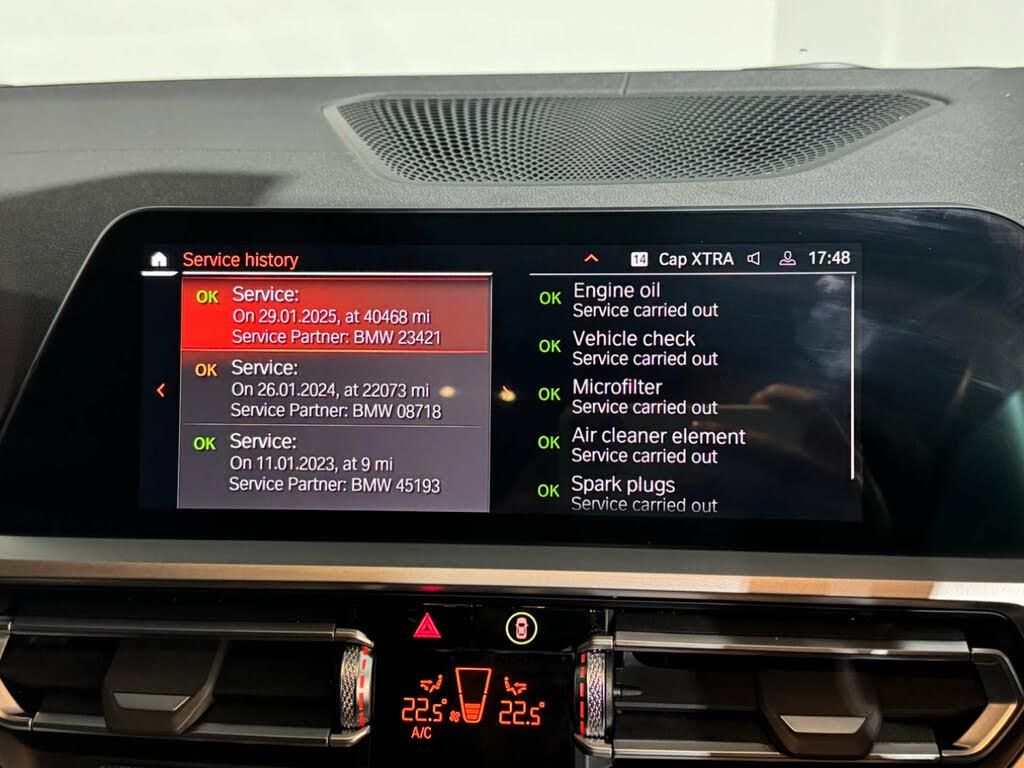 Service history
14 Cap XTRA 17:48
OK Service:
On 29.01.2025, at 40468 mi
Service Partner: BMW 23421
OK Service:
On 26.01.2024, at 22073 mi
Service Partner: BMW 08718
OK Service:
On 11.01.2023, at 9 mi
Service Partner: BMW 45193
OK Engine oil
Service carried out
OK Vehicle check
Service carried out
OK Microfilter
Service carried out
OK Air cleaner element
Service carried out
OK Spark plugs
Service carried out
22.5° 22.5°
A/C